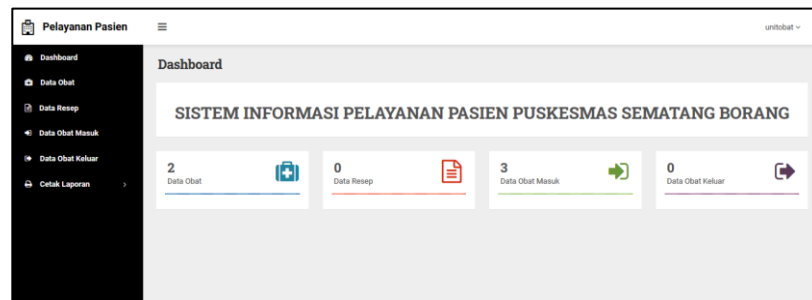 Pelayanan Pasien
unitobat
Dashboard
Data Obat
Data Resep
Data Obat Masuk
Data Obat Keluar
Cetak Laporan
Dashboard
SISTEM INFORMASI PELAYANAN PASIEN PUSKESMAS SEMATANG BORANG
2
Data Obat
0
Data Resep
3
Data Obat Masuk
0
Data Obat Keluar